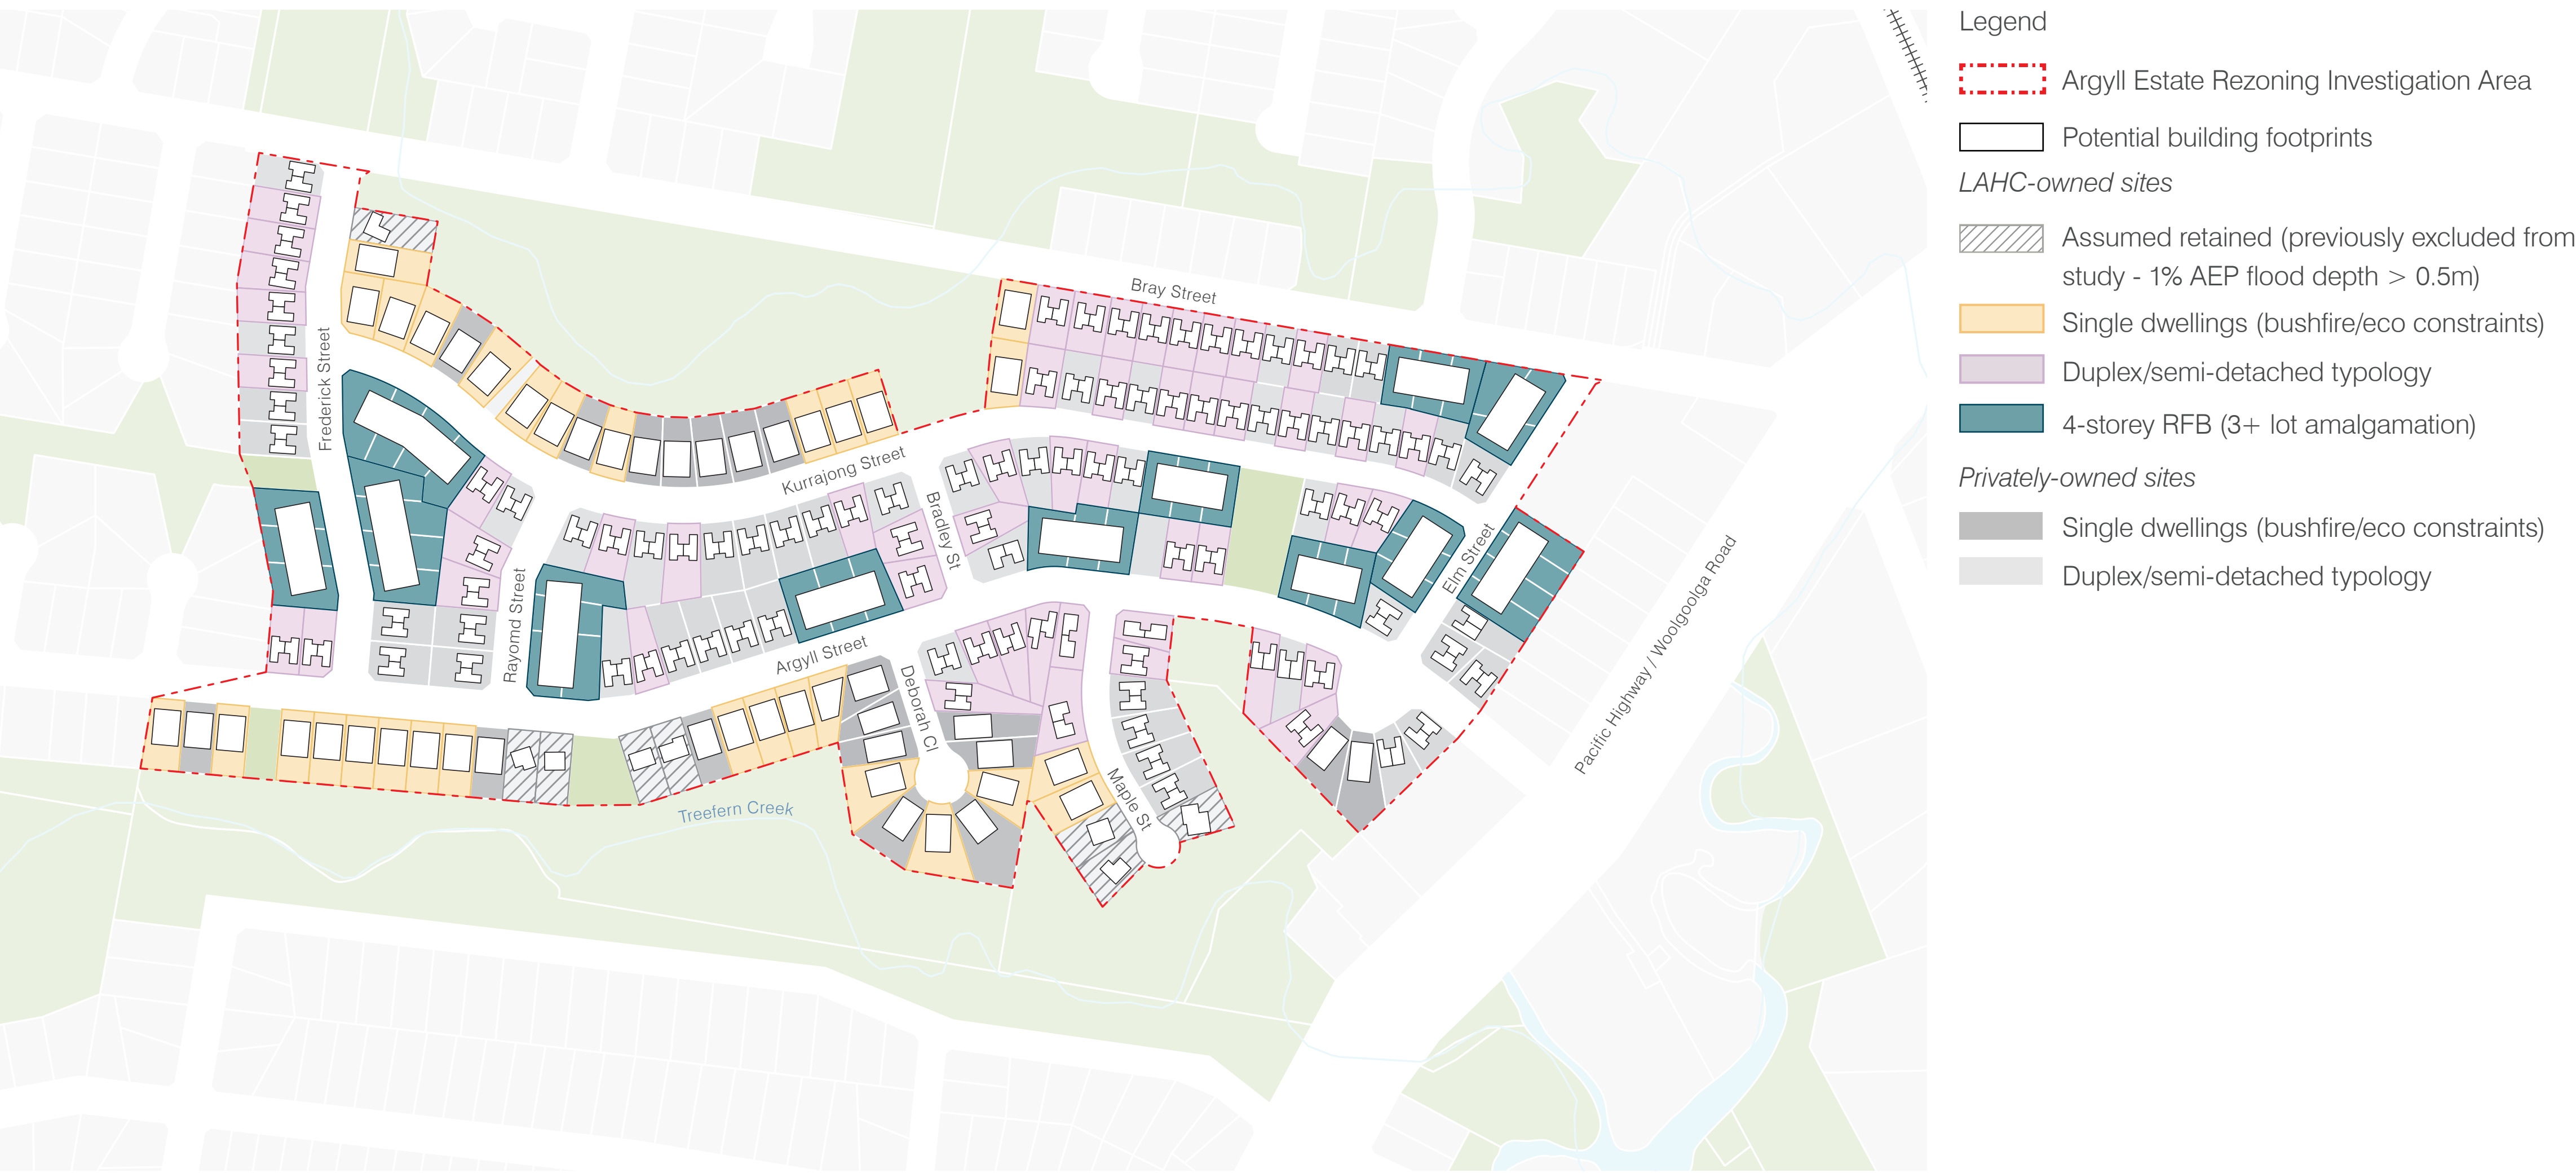 Legend
Argyll Estate Rezoning Investigation Area
Potential building footprints
LAHC-owned sites
Assumed retained (previously excluded from
study - 1% AEP flood depth > 0.5m)
Single dwellings (bushfire/eco constraints)
Duplex/semi-detached typology
4-storey RFB (3+ lot amalgamation)
Privately-owned sites
Single dwellings (bushfire/eco constraints)
Duplex/semi-detached typology
Bray Street
Frederick Street
Kurrajong Street
Bradley St
Elm Street
Rayomd Street
Argyll Street
Deborah Cl
Maple St
Pacific Highway / Woolgoolga Road
Treefern Creek